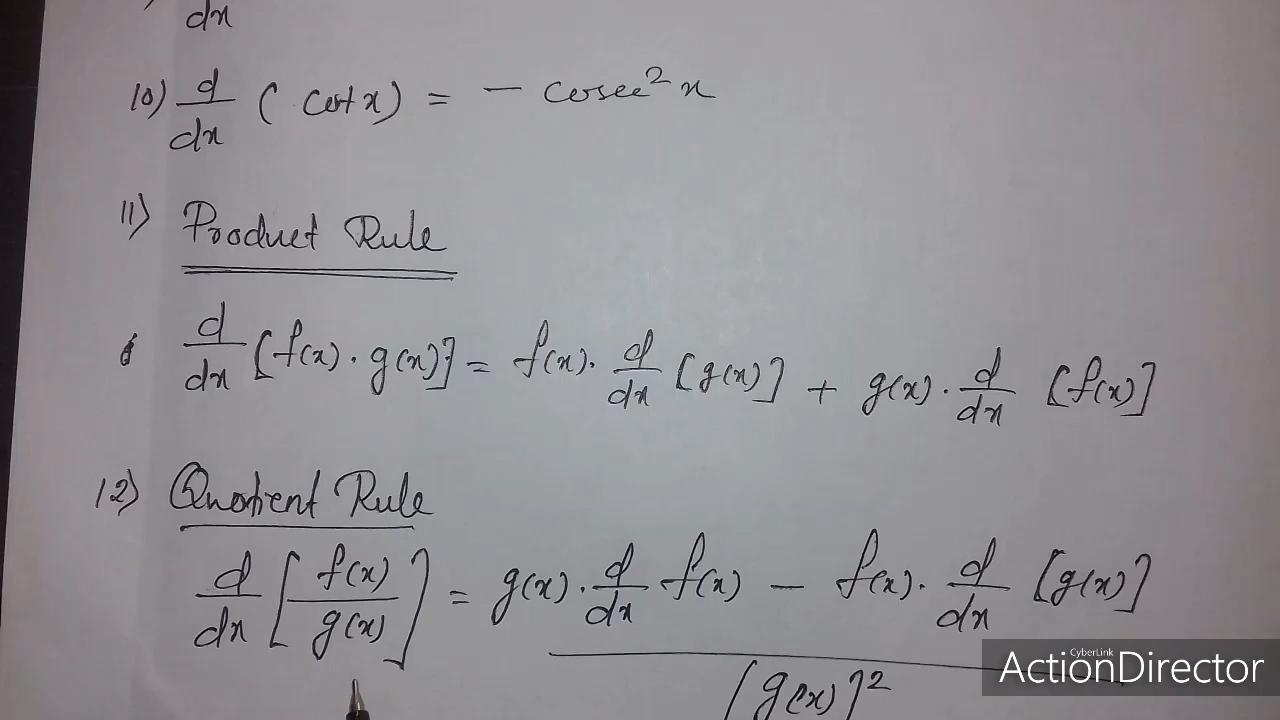 dx
10) d/dx ( cot x) = - cosec² x
11) Product Rule
d/dx [f(x) · g(x)] = f(x) · d/dx [g(x)] + g(x) · d/dx [f(x)]
12) Quotient Rule
d/dx [f(x)/g(x)] = g(x) · d/dx f(x) - f(x) · d/dx [g(x)]
[g(x)]²
CyberLink
ActionDirector